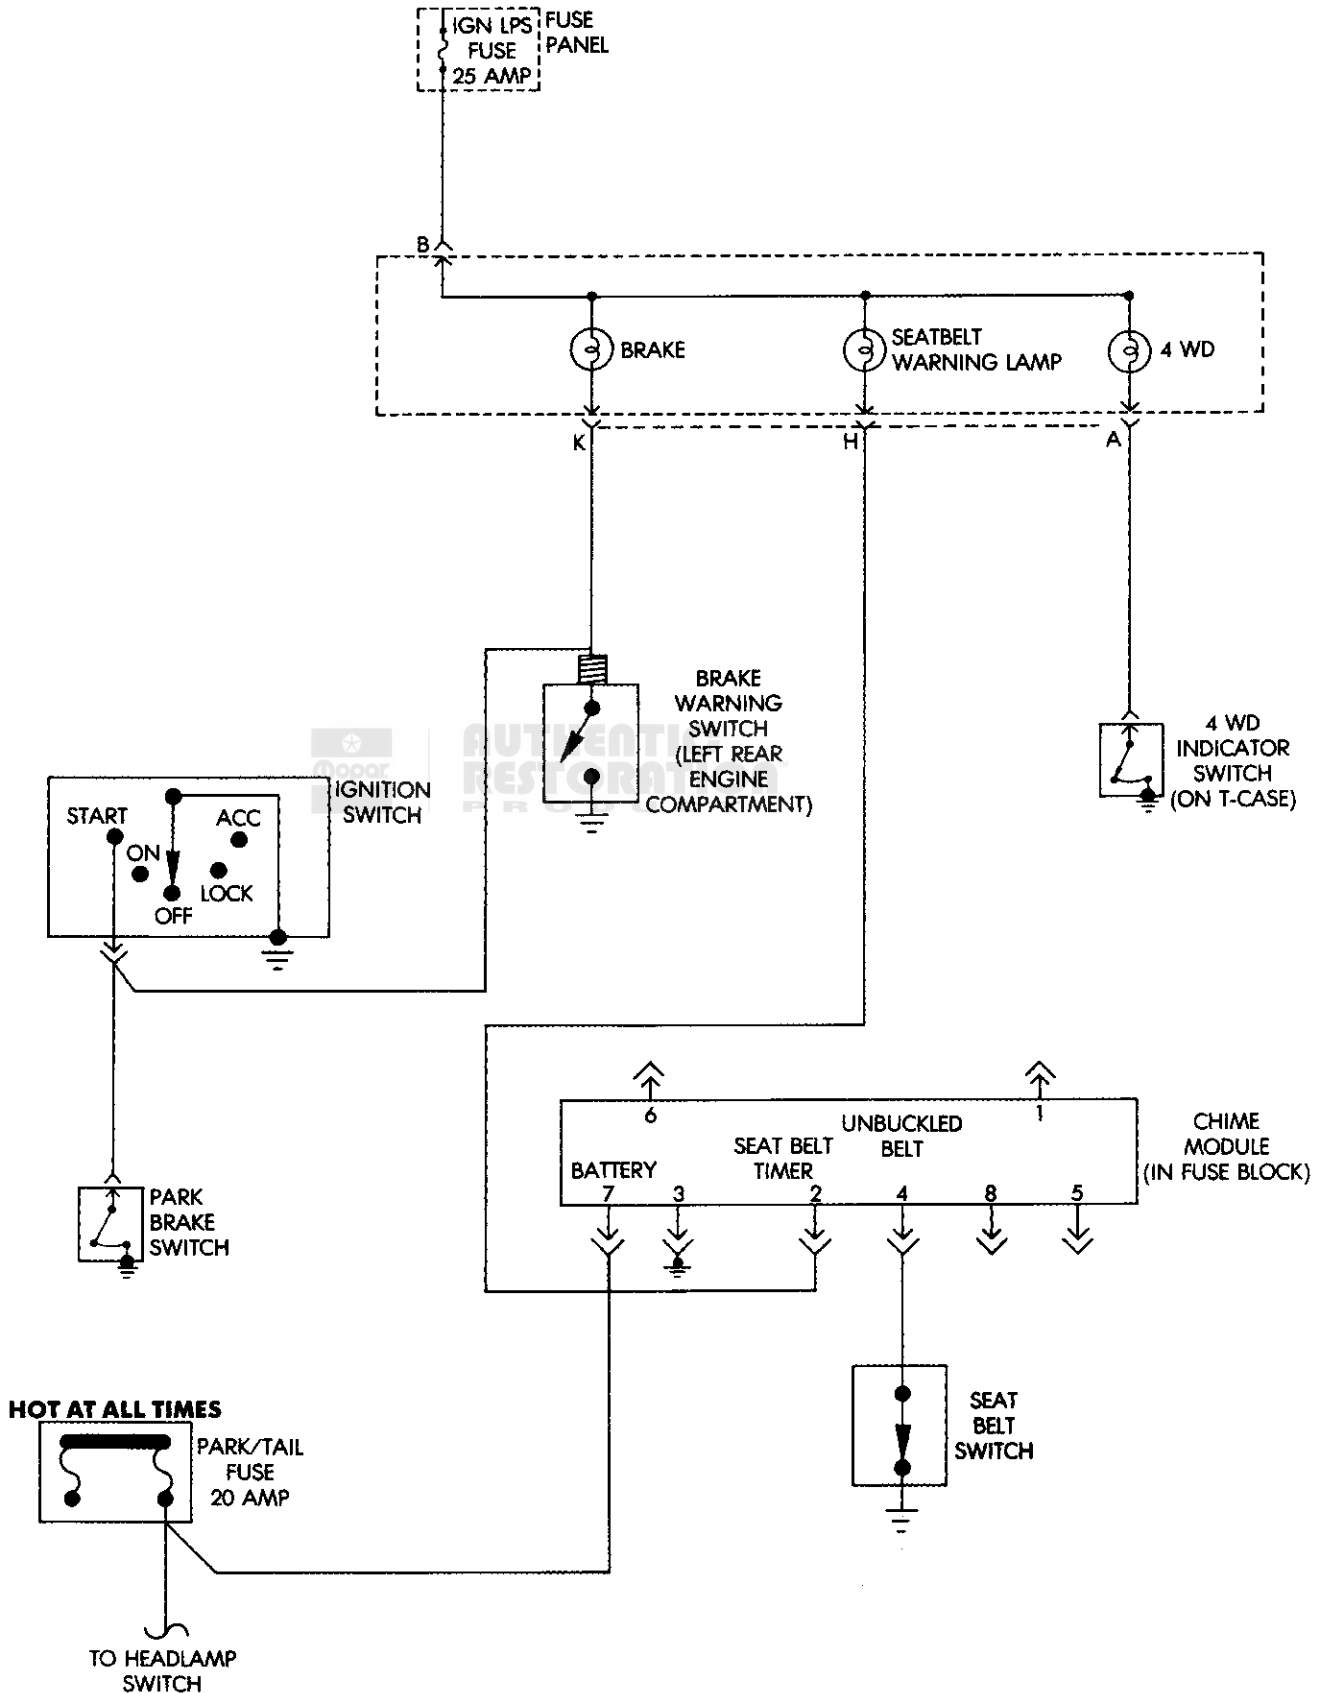 IGN LPS
FUSE
25 AMP
FUSE
PANEL
B
BRAKE
SEATBELT
WARNING LAMP
4 WD
K
H
A
BRAKE
WARNING
SWITCH
(LEFT REAR
ENGINE
COMPARTMENT)
4 WD
INDICATOR
SWITCH
(ON T-CASE)
Mopar
AUTHENTIC
RESTORATION
IGNITION
SWITCH
START
ACC
ON
LOCK
OFF
6
1
UNBUCKLED
BELT
SEAT BELT
TIMER
BATTERY
7
3
2
4
8
5
CHIME
MODULE
(IN FUSE BLOCK)
PARK
BRAKE
SWITCH
SEAT
BELT
SWITCH
HOT AT ALL TIMES
PARK/TAIL
FUSE
20 AMP
TO HEADLAMP
SWITCH